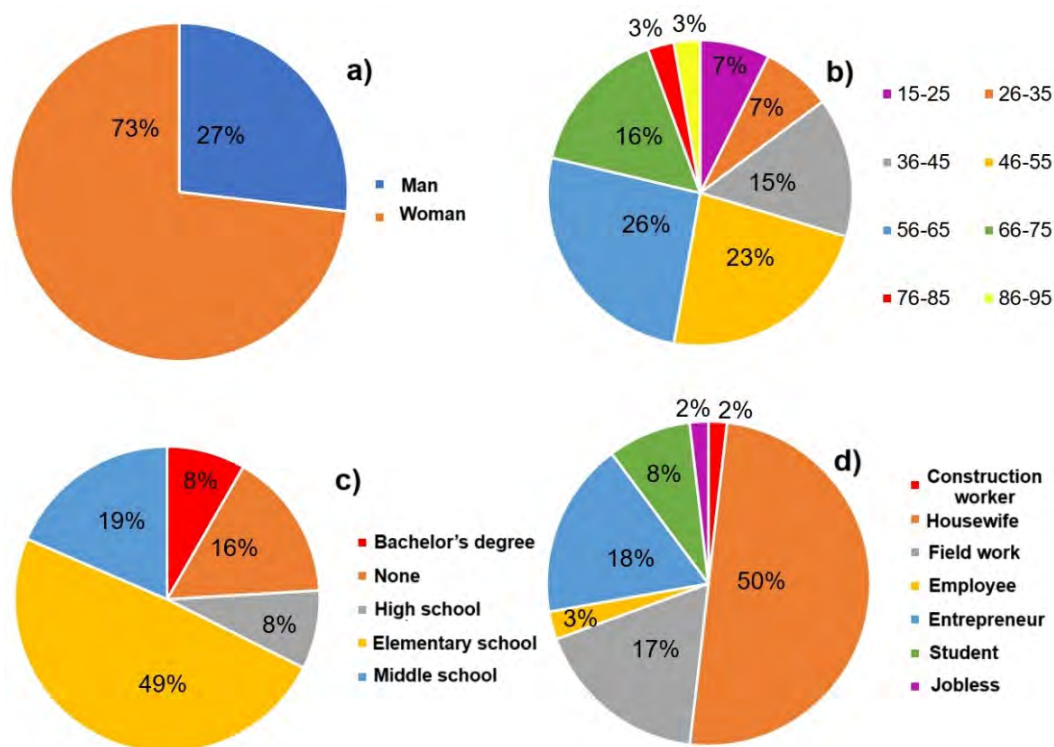 a)
73%
27%
Man
Woman
3%
3%
b)
7%
7%
15%
23%
26%
16%
15-25
26-35
36-45
46-55
56-65
66-75
76-85
86-95
c)
8%
16%
8%
49%
19%
Bachelor's degree
None
High school
Elementary school
Middle school
2%
2%
d)
8%
18%
50%
3%
17%
Construction
worker
Housewife
Field work
Employee
Entrepreneur
Student
Jobless